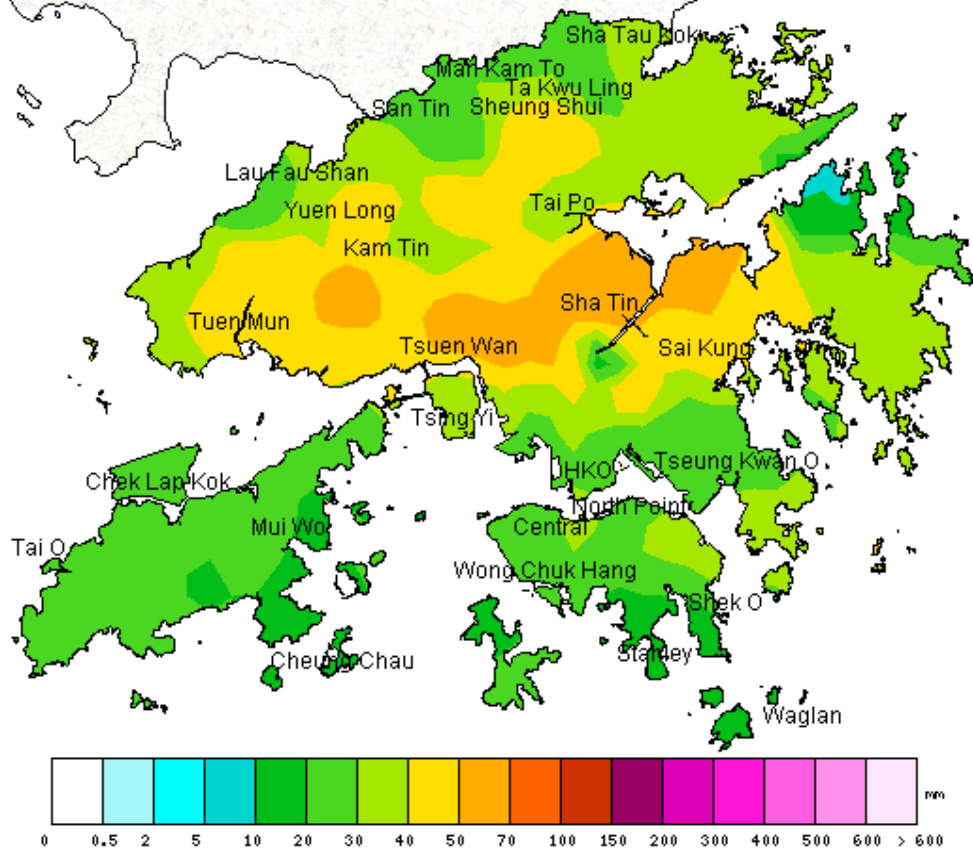 Sha Tau Kok
Man Kam To
Ta Kwu Ling
San Tin
Sheung Shui
Lau Fau Shan
Tai Po
Yuen Long
Kam Tin
Sha Tin
Tuen Mun
Tsuen Wan
Sai Kung
Tsing Yi
HKO
Tseung Kwan O
Chek Lap Kok
North Point
Mui Wo
Central
Tai O
Wong Chuk Hang
Shek O
Stanley
Cheung Chau
Waglan
mm
0 0.5 2 5 10 20 30 40 50 70 100 150 200 300 400 500 600 > 600